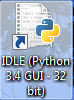 IDLE (Python
3.4 GUI - 32
bit)